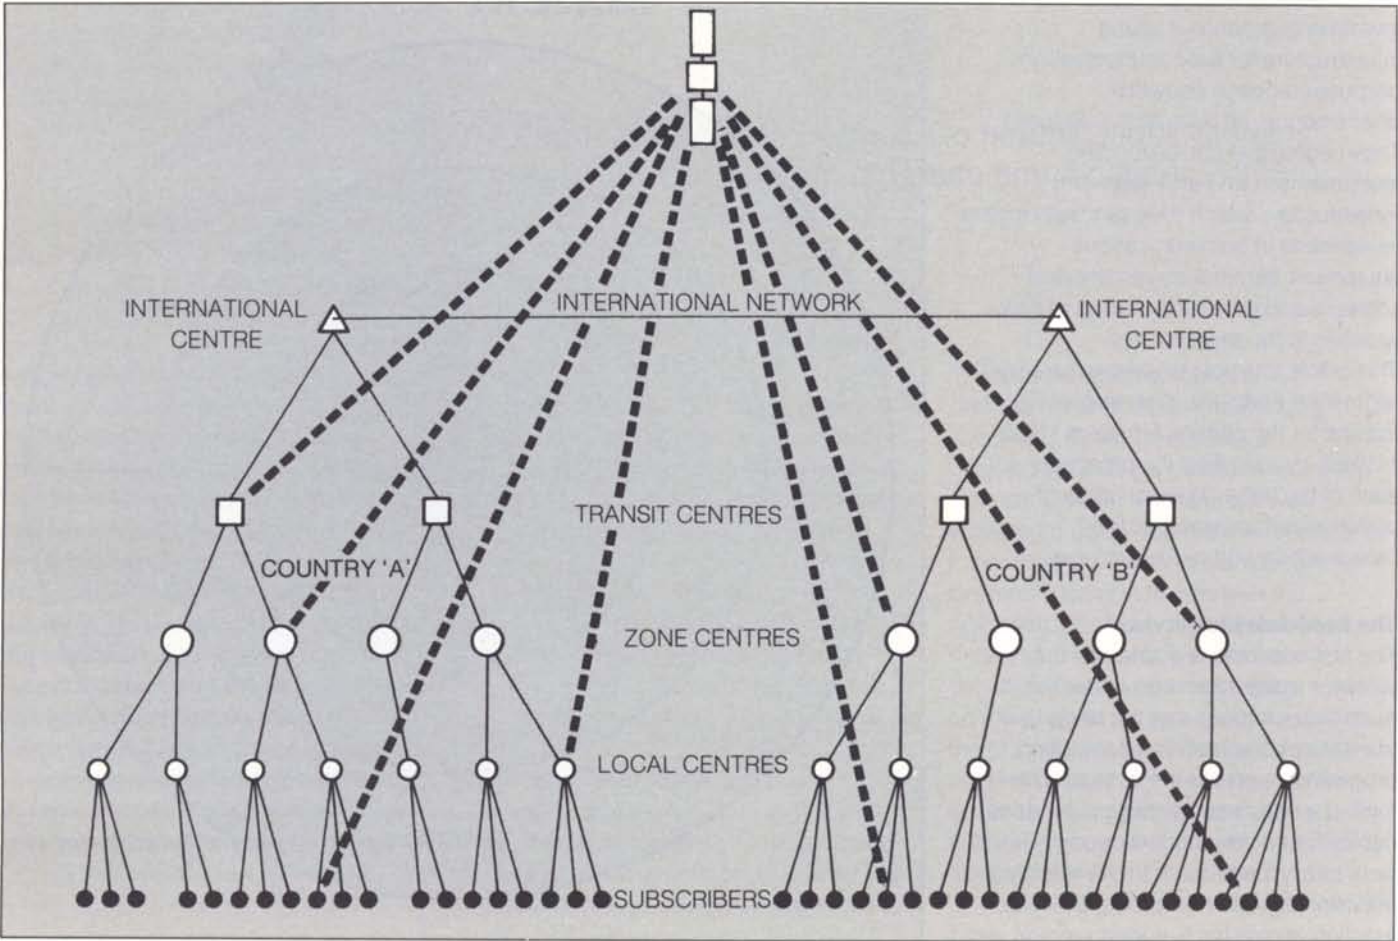 INTERNATIONAL NETWORK
INTERNATIONAL
CENTRE
INTERNATIONAL
CENTRE
TRANSIT CENTRES
COUNTRY 'A'
COUNTRY 'B'
ZONE CENTRES
LOCAL CENTRES
SUBSCRIBERS